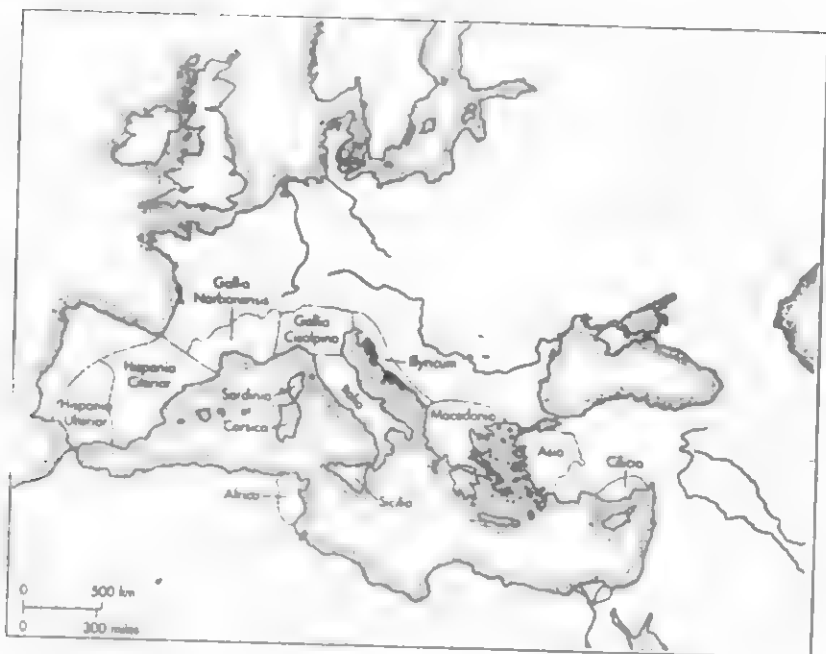 Gallia
Narbonensis
Gallia
Cisalpina
Illyricum
Hispania
Citerior
Hispania
Ulterior
Sardinia
et
Corsica
Italia
Macedonia
Asia
Cilicia
Africa
Sicilia
0 500 km
0 300 miles